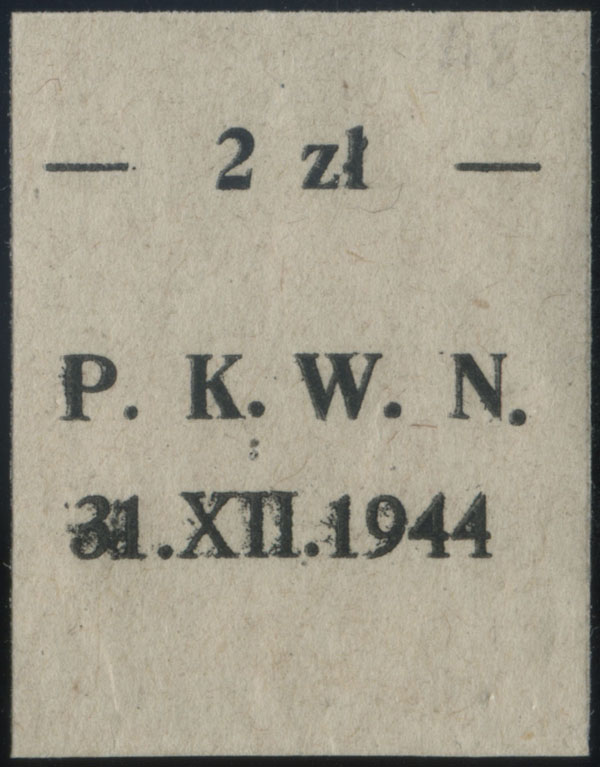 — 2 zł —
P. K. W. N.
31.XII.1944